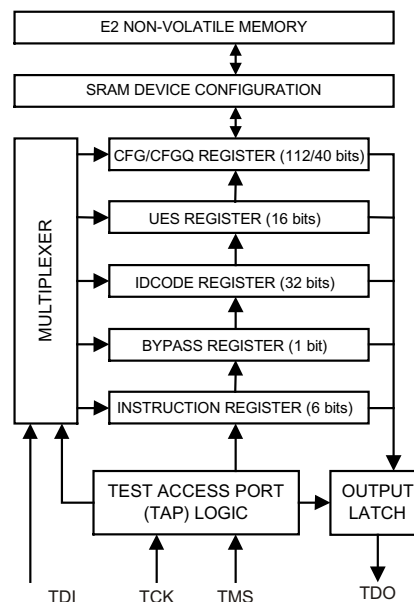 E2 NON-VOLATILE MEMORY
SRAM DEVICE CONFIGURATION
MULTIPLEXER
CFG/CFGQ REGISTER (112/40 bits)
UES REGISTER (16 bits)
IDCODE REGISTER (32 bits)
BYPASS REGISTER (1 bit)
INSTRUCTION REGISTER (6 bits)
TEST ACCESS PORT
(TAP) LOGIC
OUTPUT
LATCH
TDI
TCK
TMS
TDO